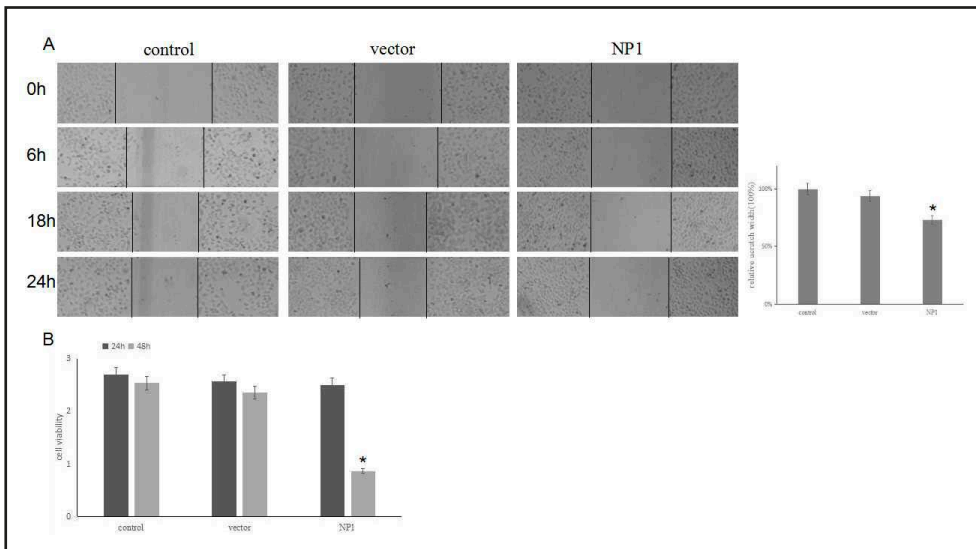 A
control vector NP1
0h
6h
18h
24h
relative scratch width(100%)
100%
50%
0%
*
control vector NP1
B
24h 48h
cell viability
3
2
1
0
*
control vector NP1